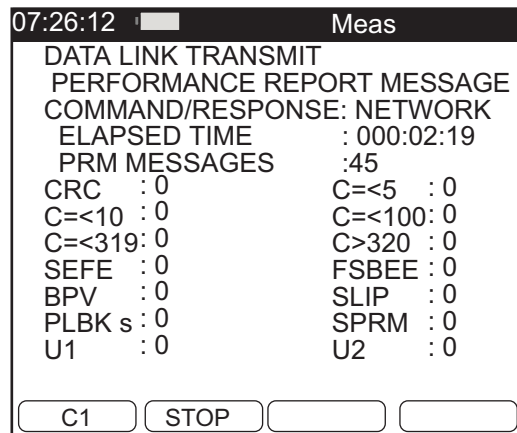 07:26:12 Meas
DATA LINK TRANSMIT
PERFORMANCE REPORT MESSAGE
COMMAND/RESPONSE: NETWORK
ELAPSED TIME : 000:02:19
PRM MESSAGES :45
CRC : 0 C=<5 : 0
C=<10 : 0 C=<100: 0
C=<319: 0 C>320 : 0
SEFE : 0 FSBEE : 0
BPV : 0 SLIP : 0
PLBK s : 0 SPRM : 0
U1 : 0 U2 : 0
C1 STOP